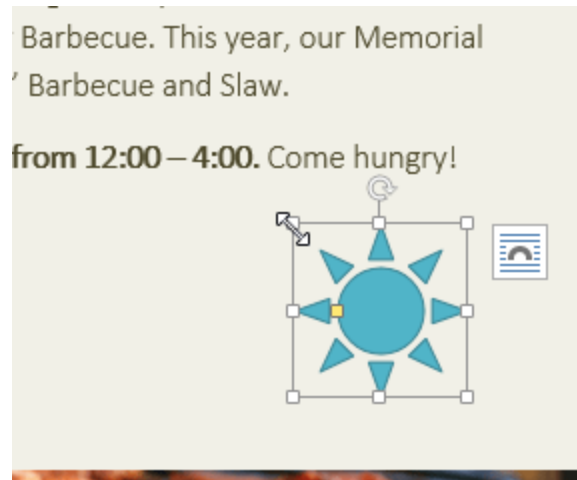 Barbecue. This year, our Memorial
’ Barbecue and Slaw.
from 12:00 – 4:00. Come hungry!